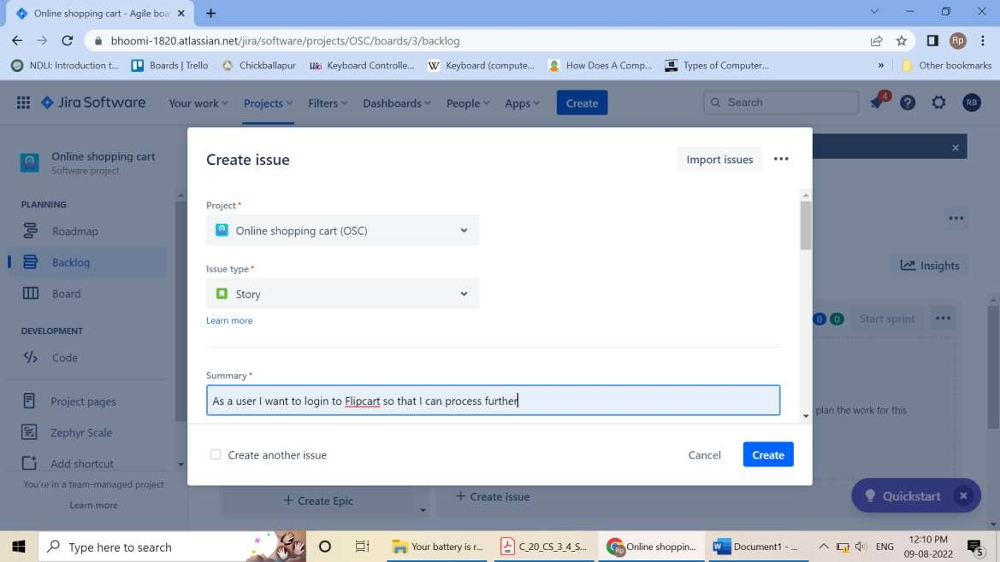 Online shopping cart - Agile boa
bhoomi-1820.atlassian.net/jira/software/projects/OSC/boards/3/backlog
Rp
NDLI: Introduction t...
Boards | Trello
Chickballapur
Keyboard Controlle...
W Keyboard (compute...
How Does A Comp...
Types of Computer...
»
Other bookmarks
Jira Software
Your work
Projects
Filters
Dashboards
People
Apps
Create
Search
4
RB
Online shopping cart
Software project
PLANNING
Roadmap
Backlog
Board
DEVELOPMENT
Code
Project pages
Zephyr Scale
Add shortcut
You're in a team-managed project
Learn more
Create issue
Import issues
Project*
Online shopping cart (OSC)
Issue type*
Story
Learn more
Summary*
As a user I want to login to Flipcart so that I can process further
Create another issue
Cancel
Create
Insights
0 0 Start sprint
plan the work for this
+ Create Epic
+ Create issue
Quickstart
Type here to search
Your battery is r...
C_20_CS_3_4_S...
Online shoppin...
Document1 - ...
ENG
12:10 PM
09-08-2022
5